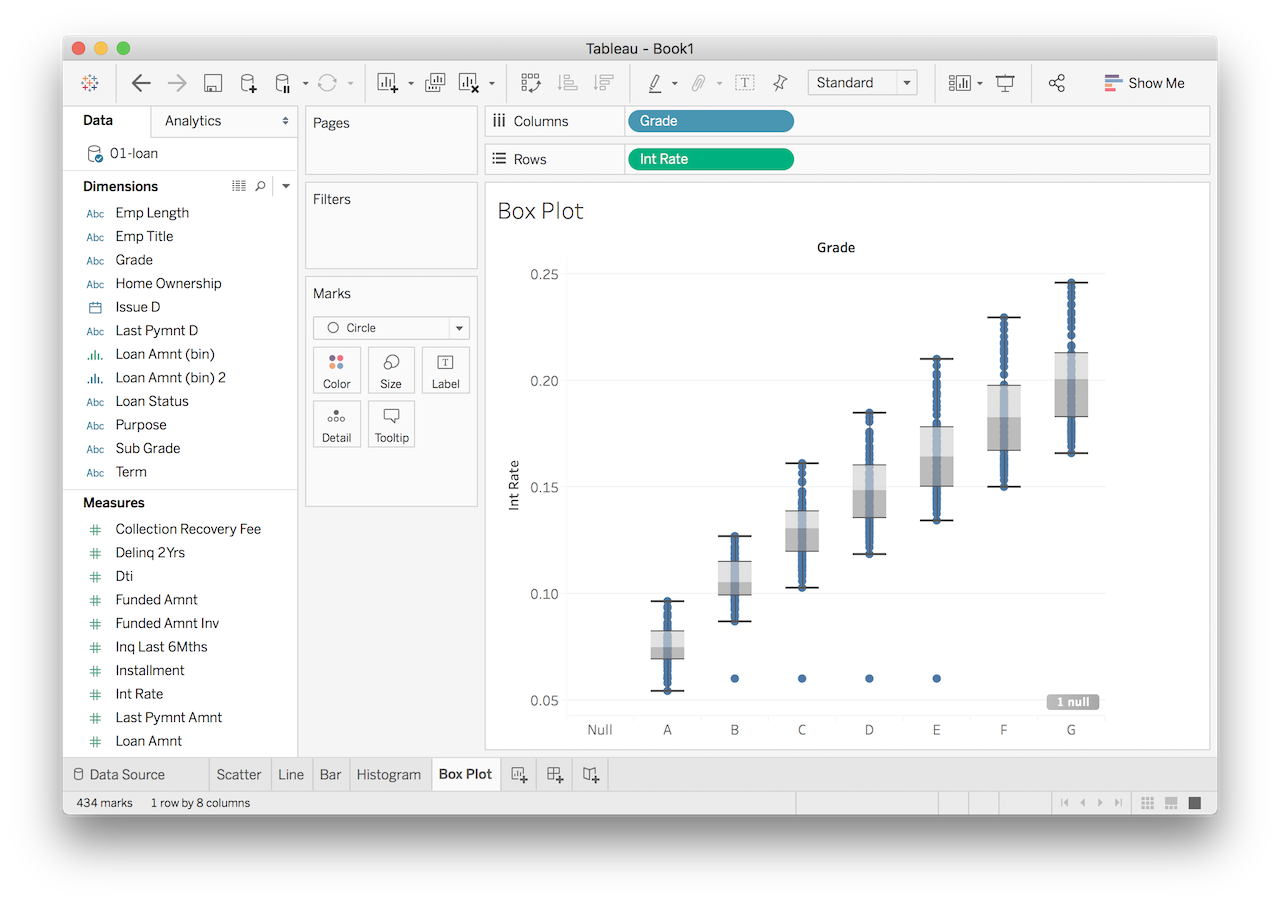 Tableau - Book1
Standard
Show Me
Data
Analytics
01-loan
Dimensions
Abc Emp Length
Abc Emp Title
Abc Grade
Abc Home Ownership
Issue D
Abc Last Pymnt D
Loan Amnt (bin)
Loan Amnt (bin) 2
Abc Loan Status
Abc Purpose
Abc Sub Grade
Abc Term
Measures
Collection Recovery Fee
Delinq 2Yrs
Dti
Funded Amnt
Funded Amnt Inv
Inq Last 6Mths
Installment
Int Rate
Last Pymnt Amt
Loan Amnt
Pages
Filters
Marks
Circle
Color Size Label
Detail Tooltip
Columns Grade
Rows Int Rate
Box Plot
Grade
Int Rate
0.25
0.20
0.15
0.10
0.05
1 null
Null A B C D E F G
Data Source Scatter Line Bar Histogram Box Plot
434 marks 1 row by 8 columns